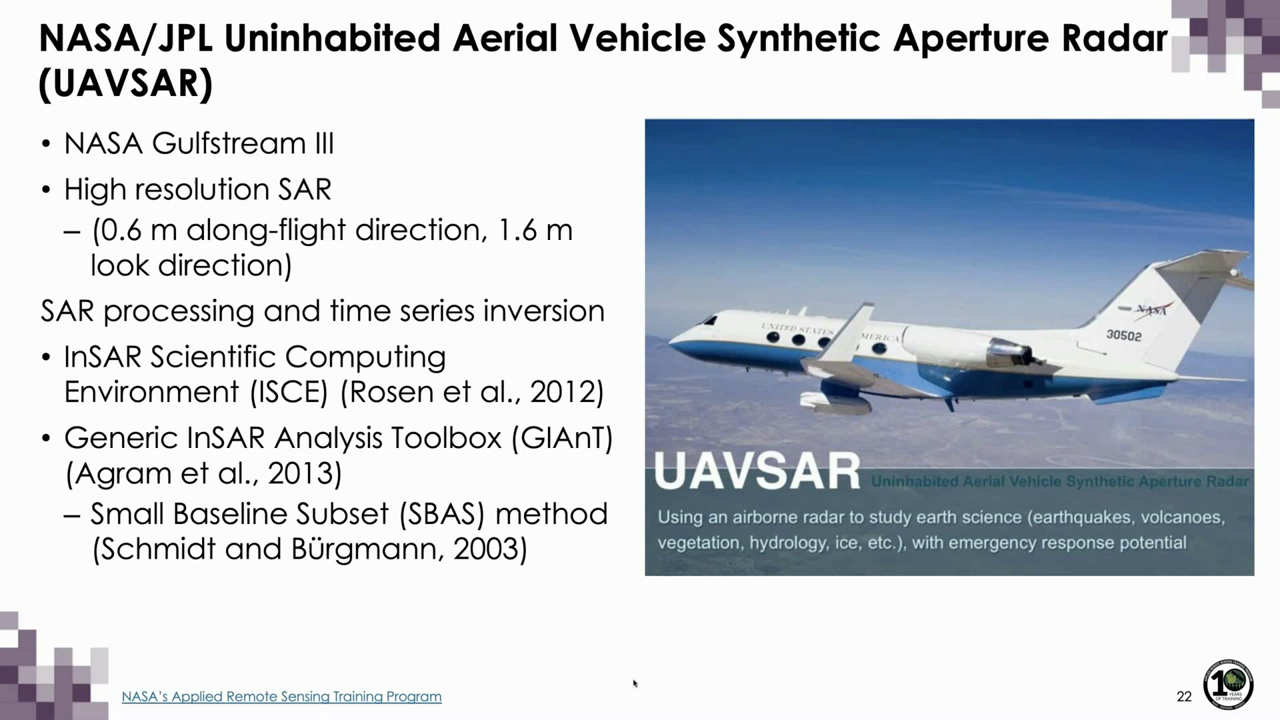 NASA/JPL Uninhabited Aerial Vehicle Synthetic Aperture Radar
(UAVSAR)
• NASA Gulfstream III
• High resolution SAR
– (0.6 m along-flight direction, 1.6 m
look direction)
SAR processing and time series inversion
• InSAR Scientific Computing
Environment (ISCE) (Rosen et al., 2012)
• Generic InSAR Analysis Toolbox (GIAnT)
(Agram et al., 2013)
– Small Baseline Subset (SBAS) method
(Schmidt and Bürgmann, 2003)
NASA
30502
UNITED STATES AMERICA
UAVSAR Uninhabited Aerial Vehicle Synthetic Aperture Radar
Using an airborne radar to study earth science (earthquakes, volcanoes,
vegetation, hydrology, ice, etc.), with emergency response potential
NASA's Applied Remote Sensing Training Program
22
10
YEARS
OF TRAINING